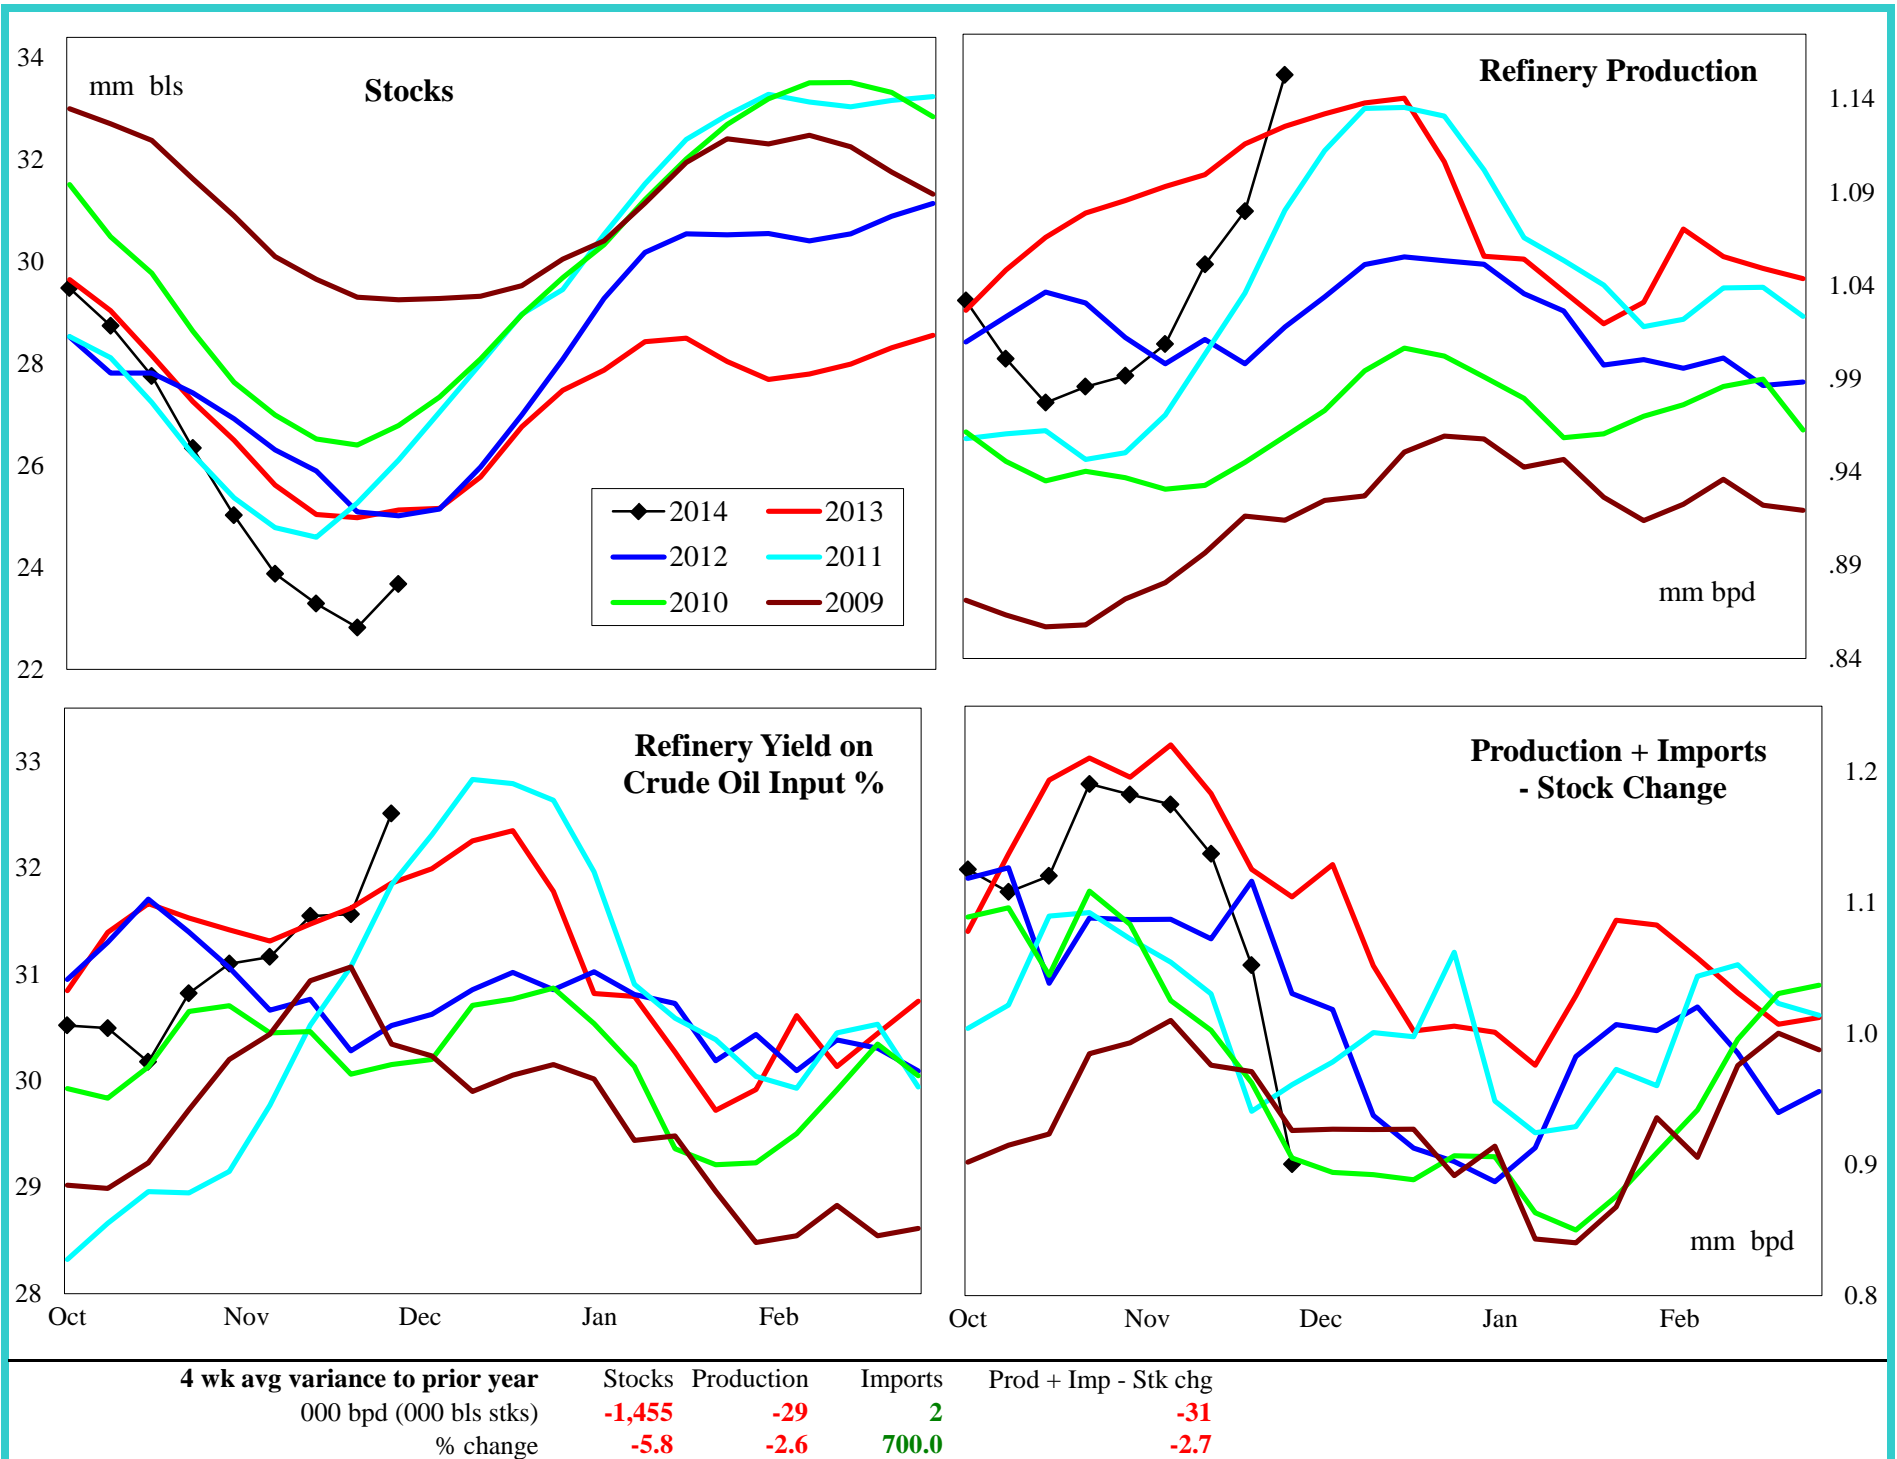 Stocks
mm bls
34
32
30
28
26
24
22
2014
2013
2012
2011
2010
2009
Refinery Production
1.14
1.09
1.04
.99
.94
.89
.84
mm bpd
Refinery Yield on
Crude Oil Input %
33
32
31
30
29
28
Oct Nov Dec Jan Feb
Production + Imports
- Stock Change
1.2
1.1
1.0
0.9
0.8
mm bpd
Oct Nov Dec Jan Feb
4 wk avg variance to prior year Stocks Production Imports Prod + Imp - Stk chg
000 bpd (000 bls stks) -1,455 -29 2 -31
% change -5.8 -2.6 700.0 -2.7